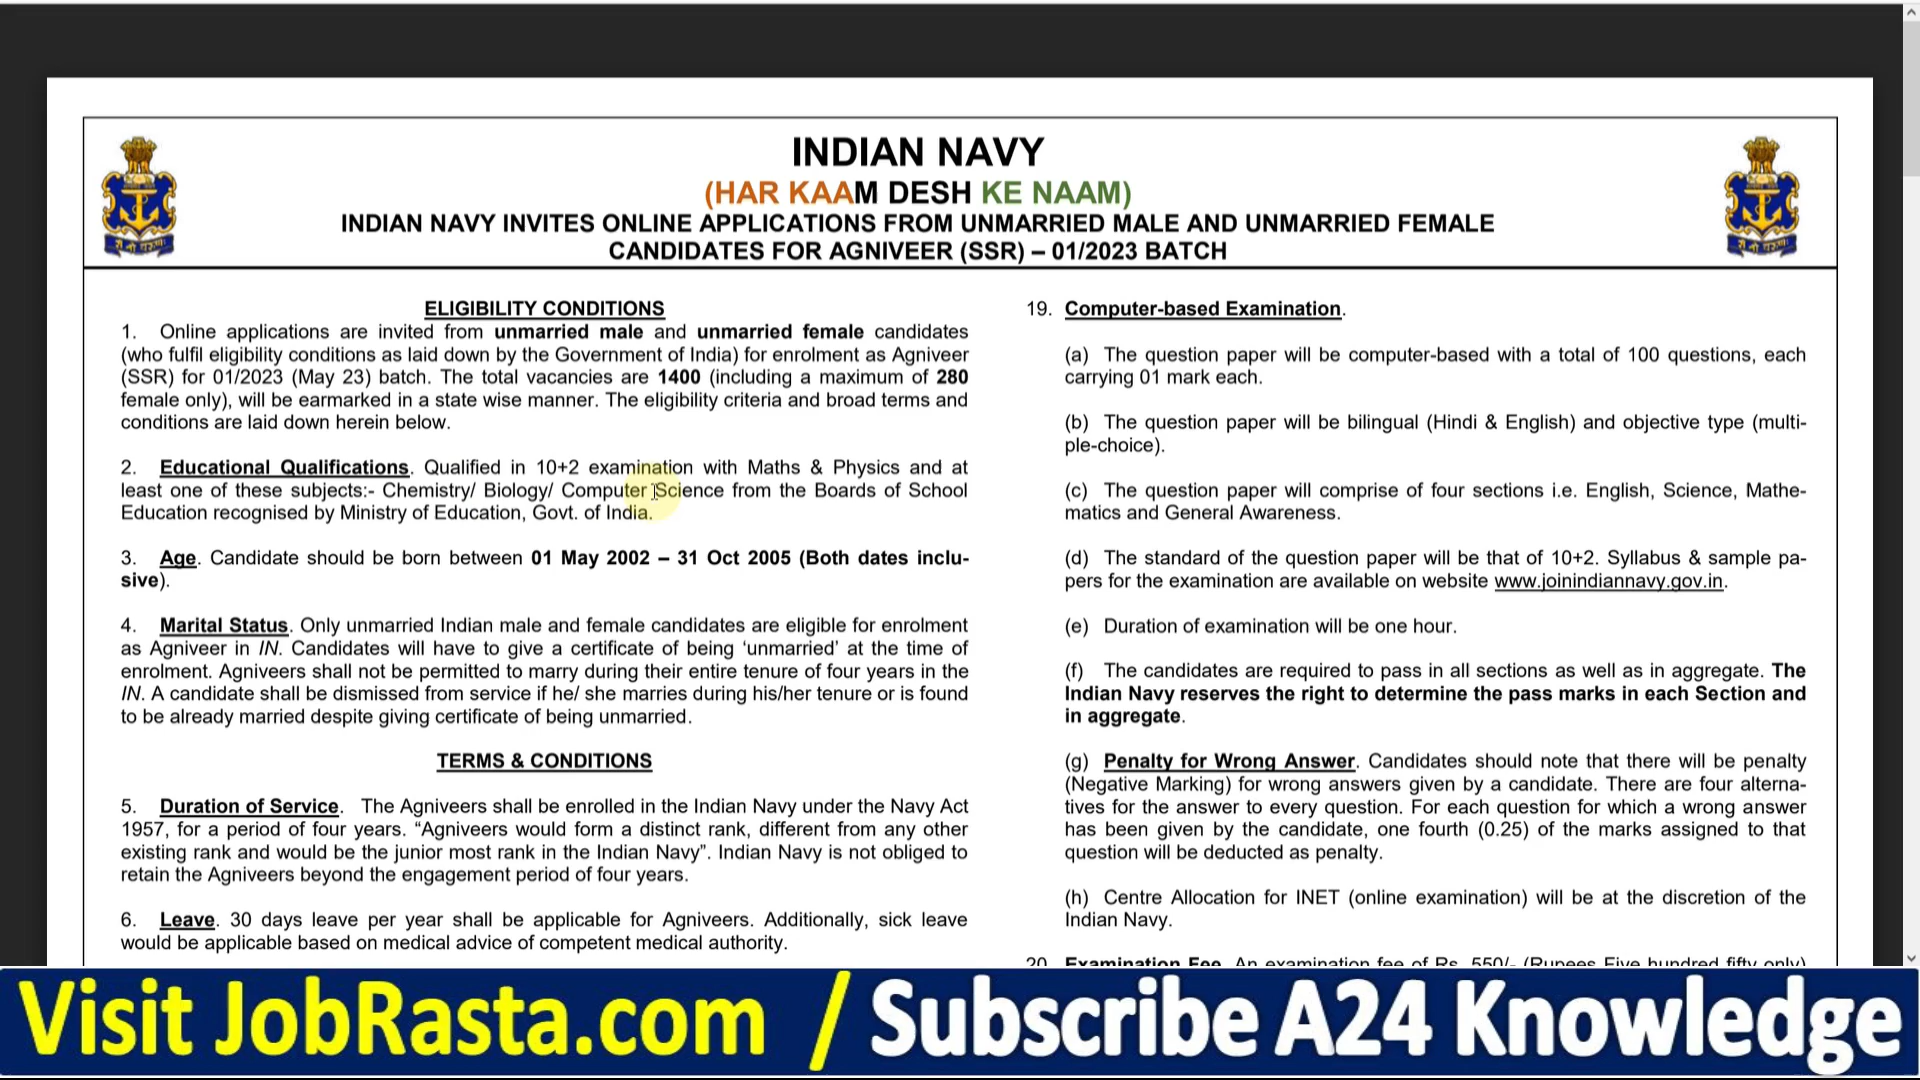 INDIAN NAVY
(HAR KAAM DESH KE NAAM)
INDIAN NAVY INVITES ONLINE APPLICATIONS FROM UNMARRIED MALE AND UNMARRIED FEMALE
CANDIDATES FOR AGNIVEER (SSR) – 01/2023 BATCH
ELIGIBILITY CONDITIONS
1. Online applications are invited from unmarried male and unmarried female candidates
(who fulfil eligibility conditions as laid down by the Government of India) for enrolment as Agniveer
(SSR) for 01/2023 (May 23) batch. The total vacancies are 1400 (including a maximum of 280
female only), will be earmarked in a state wise manner. The eligibility criteria and broad terms and
conditions are laid down herein below.
2. Educational Qualifications. Qualified in 10+2 examination with Maths & Physics and at
least one of these subjects:- Chemistry/ Biology/ Computer Science from the Boards of School
Education recognised by Ministry of Education, Govt. of India.
3. Age. Candidate should be born between 01 May 2002 – 31 Oct 2005 (Both dates inclu-
sive).
4. Marital Status. Only unmarried Indian male and female candidates are eligible for enrolment
as Agniveer in IN. Candidates will have to give a certificate of being ‘unmarried’ at the time of
enrolment. Agniveers shall not be permitted to marry during their entire tenure of four years in the
IN. A candidate shall be dismissed from service if he/ she marries during his/her tenure or is found
to be already married despite giving certificate of being unmarried.
TERMS & CONDITIONS
5. Duration of Service. The Agniveers shall be enrolled in the Indian Navy under the Navy Act
1957, for a period of four years. “Agniveers would form a distinct rank, different from any other
existing rank and would be the junior most rank in the Indian Navy”. Indian Navy is not obliged to
retain the Agniveers beyond the engagement period of four years.
6. Leave. 30 days leave per year shall be applicable for Agniveers. Additionally, sick leave
would be applicable based on medical advice of competent medical authority.
19. Computer-based Examination.
(a) The question paper will be computer-based with a total of 100 questions, each
carrying 01 mark each.
(b) The question paper will be bilingual (Hindi & English) and objective type (multi-
ple-choice).
(c) The question paper will comprise of four sections i.e. English, Science, Mathe-
matics and General Awareness.
(d) The standard of the question paper will be that of 10+2. Syllabus & sample pa-
pers for the examination are available on website www.joinindiannavy.gov.in.
(e) Duration of examination will be one hour.
(f) The candidates are required to pass in all sections as well as in aggregate. The
Indian Navy reserves the right to determine the pass marks in each Section and
in aggregate.
(g) Penalty for Wrong Answer. Candidates should note that there will be penalty
(Negative Marking) for wrong answers given by a candidate. There are four alterna-
tives for the answer to every question. For each question for which a wrong answer
has been given by the candidate, one fourth (0.25) of the marks assigned to that
question will be deducted as penalty.
(h) Centre Allocation for INET (online examination) will be at the discretion of the
Indian Navy.
20. Examination Fee. An examination fee of Rs. 550/- (Rupees Five hundred fifty only)
Visit JobRasta.com / Subscribe A24 Knowledge